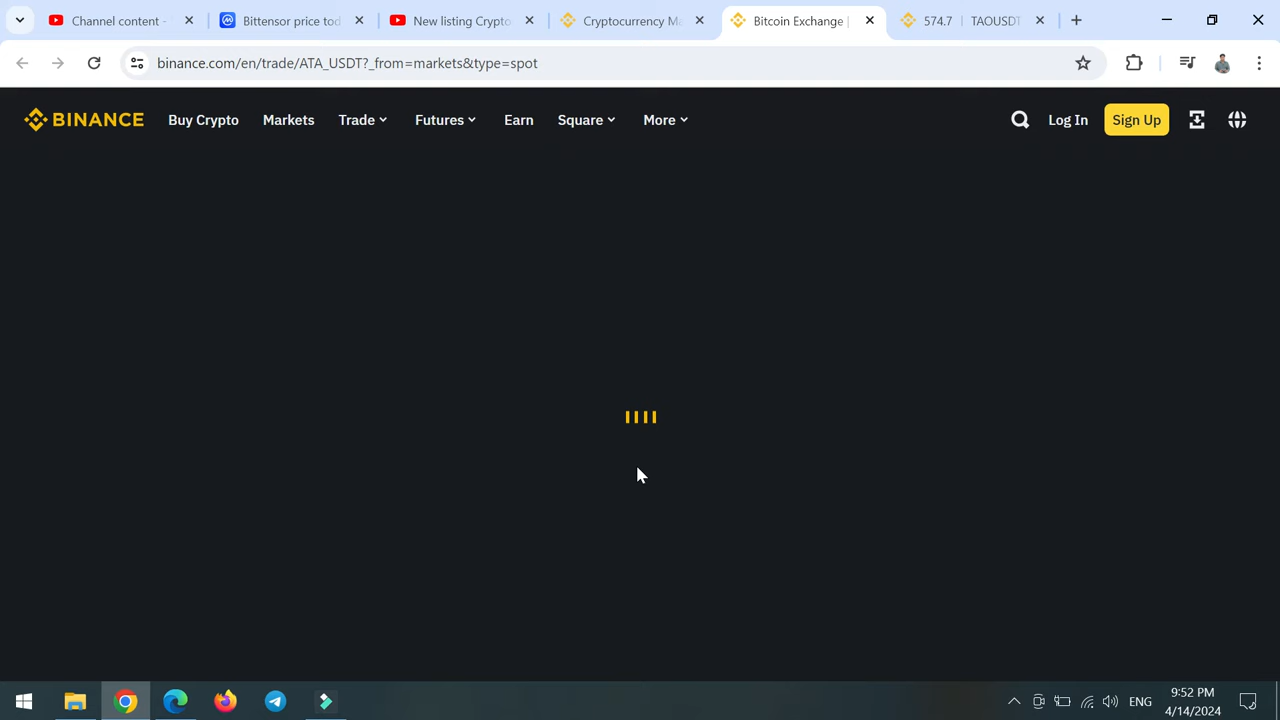 Channel content -
Bittensor price tod
New listing Crypto
Cryptocurrency Ma
Bitcoin Exchange |
574.7 | TAOUSDT
binance.com/en/trade/ATA_USDT?_from=markets&type=spot
BINANCE
Buy Crypto
Markets
Trade
Futures
Earn
Square
More
Log In
Sign Up
ENG
9:52 PM
4/14/2024